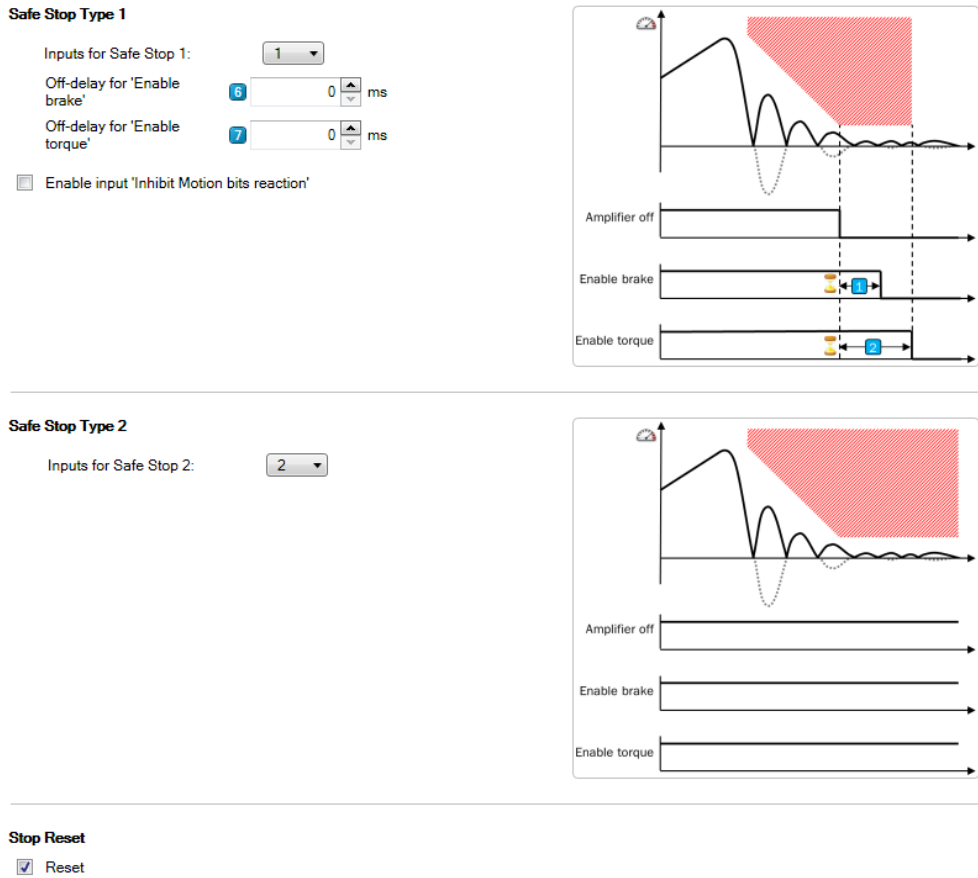 Safe Stop Type 1
Inputs for Safe Stop 1:
1
Off-delay for 'Enable
brake'
6
0
ms
Off-delay for 'Enable
torque'
7
0
ms
Enable input 'Inhibit Motion bits reaction'
Amplifier off
Enable brake
1
Enable torque
2
Safe Stop Type 2
Inputs for Safe Stop 2:
2
Amplifier off
Enable brake
Enable torque
Stop Reset
Reset